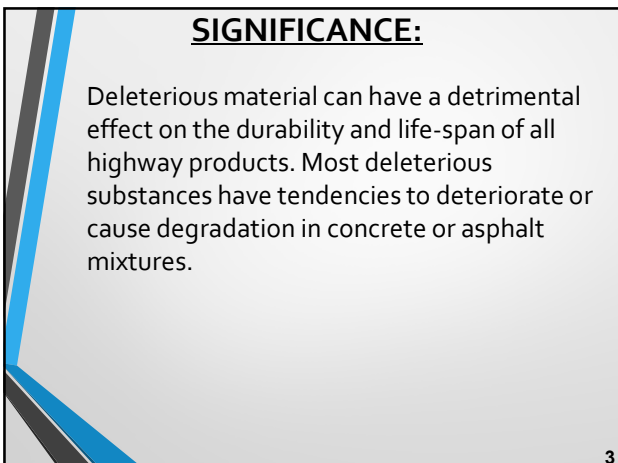 SIGNIFICANCE:
Deleterious material can have a detrimental
effect on the durability and life-span of all
highway products. Most deleterious
substances have tendencies to deteriorate or
cause degradation in concrete or asphalt
mixtures.
3